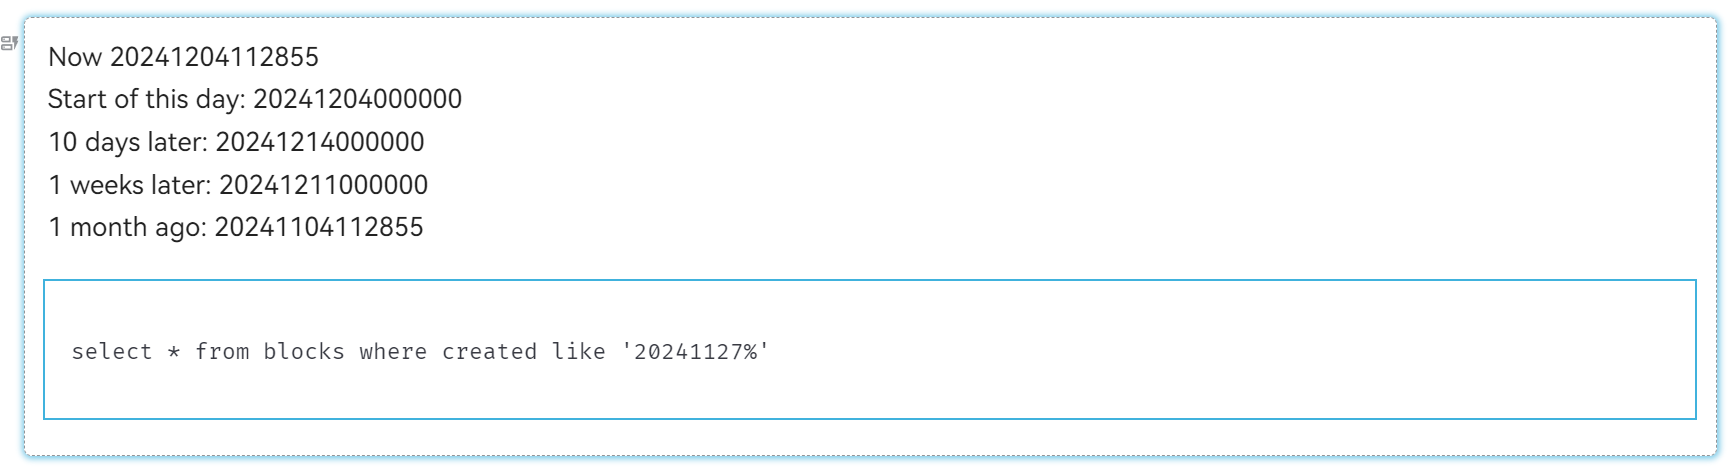 Now 20241204112855
Start of this day: 20241204000000
10 days later: 20241214000000
1 weeks later: 20241211000000
1 month ago: 20241104112855
select * from blocks where created like '20241127%'